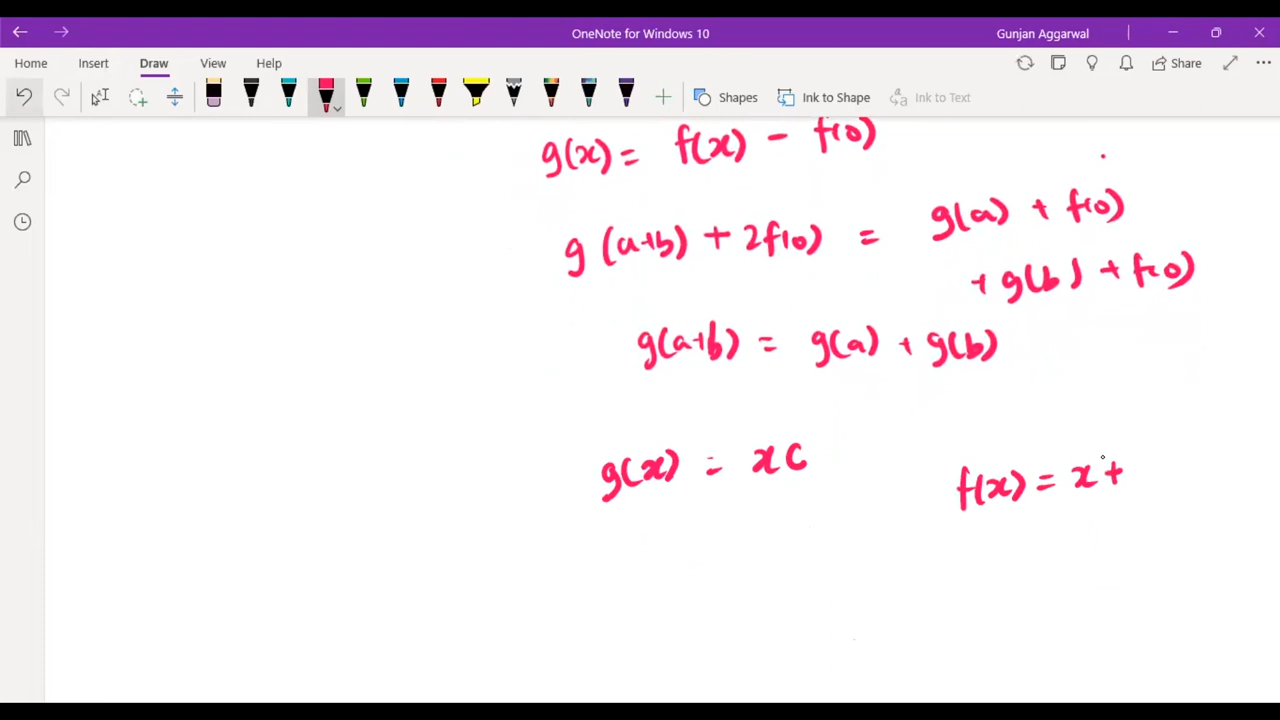 OneNote for Windows 10
Gunjan Aggarwal
Home Insert Draw View Help
Share
Shapes
Ink to Shape
Ink to Text
g(x) = f(x) - f(0)
g(a+b) + 2f(0) = g(a) + f(0)
+ g(b) + f(0)
g(a+b) = g(a) + g(b)
g(x) = xc
f(x) = x+